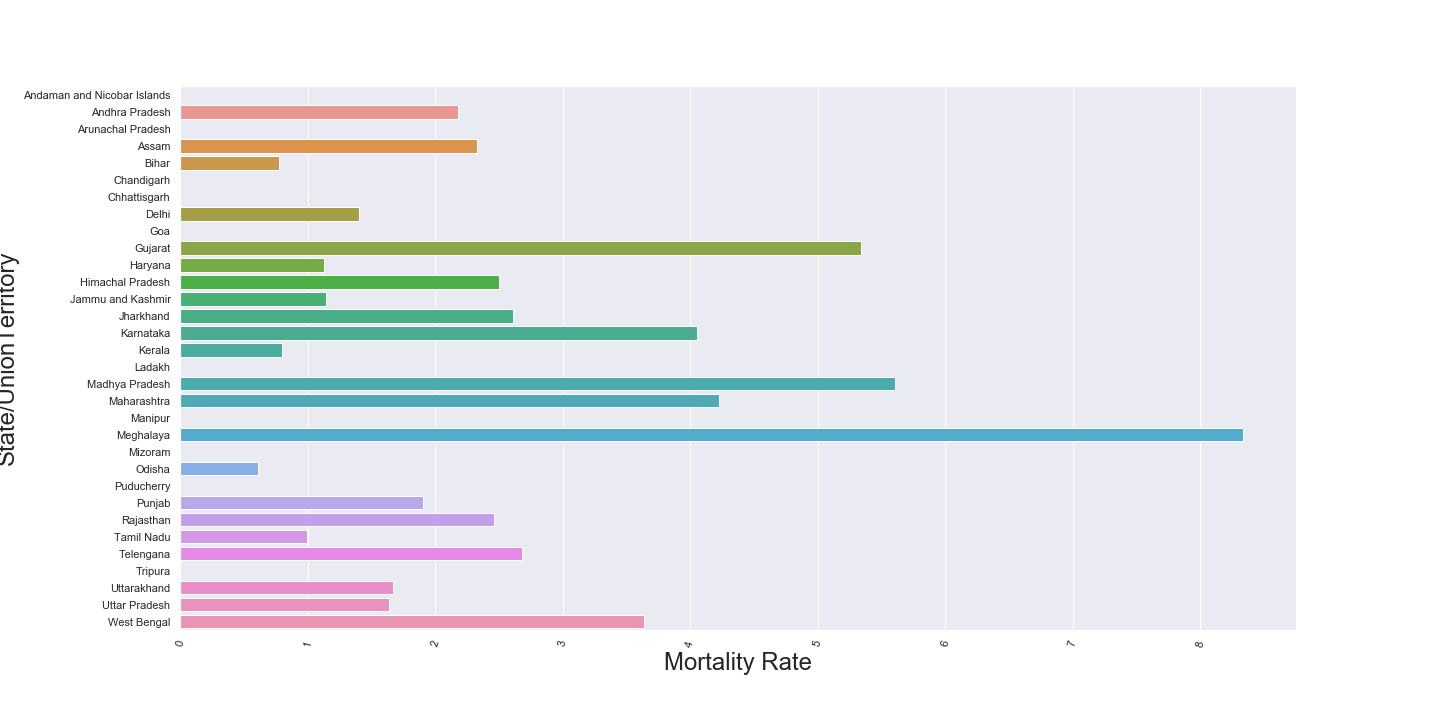 Andaman and Nicobar Islands
Andhra Pradesh
Arunachal Pradesh
Assam
Bihar
Chandigarh
Chhattisgarh
Delhi
Goa
Gujarat
Haryana
Himachal Pradesh
Jammu and Kashmir
Jharkhand
Karnataka
Kerala
Ladakh
Madhya Pradesh
Maharashtra
Manipur
Meghalaya
Mizoram
Odisha
Puducherry
Punjab
Rajasthan
Tamil Nadu
Telengana
Tripura
Uttarakhand
Uttar Pradesh
West Bengal
State/UnionTerritory
0 1 2 3 4 5 6 7 8
Mortality Rate